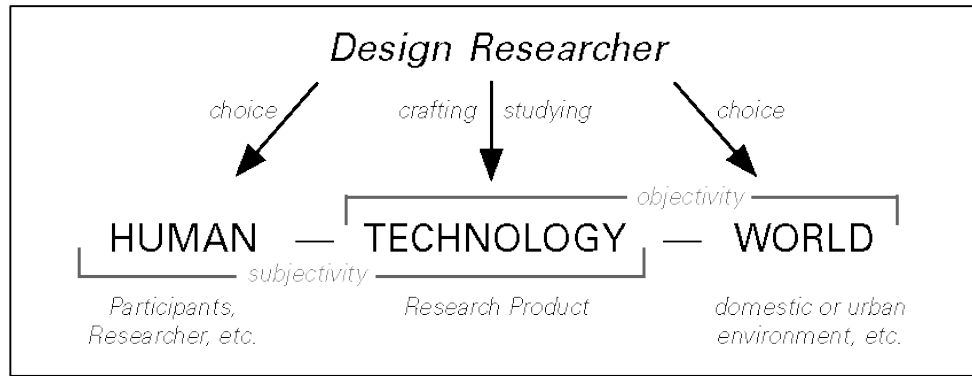 Design Researcher
choice crafting studying choice
objectivity
HUMAN — TECHNOLOGY — WORLD
subjectivity
Participants, Research Product domestic or urban
Researcher, etc. environment, etc.